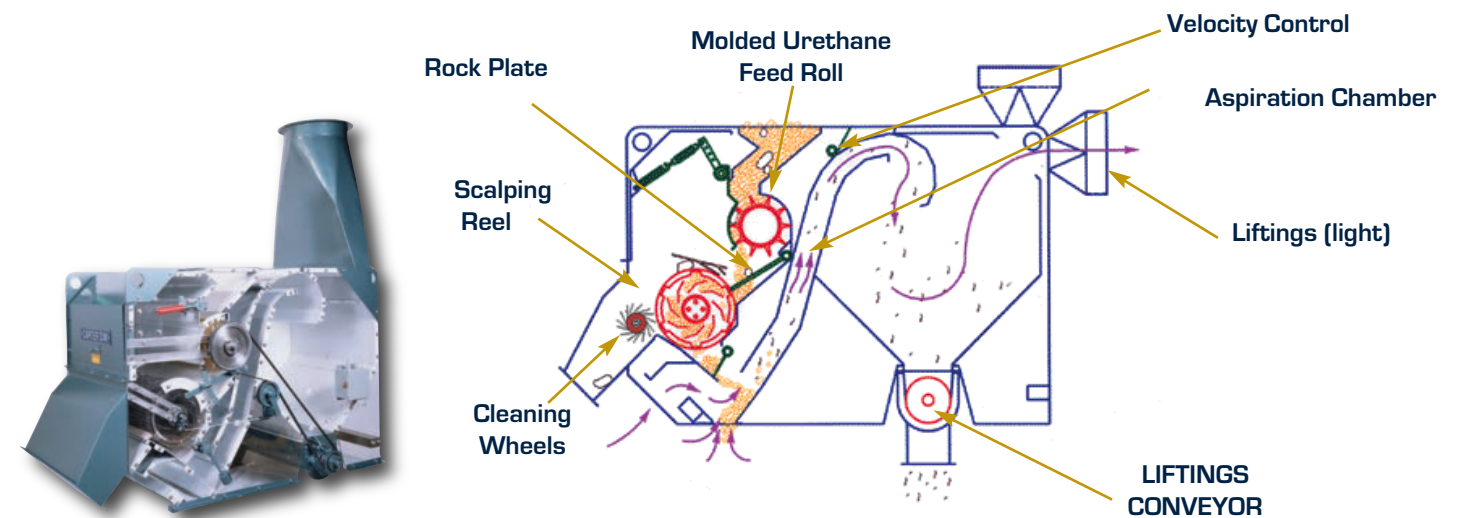 Velocity Control
Molded Urethane
Feed Roll
Rock Plate
Aspiration Chamber
Scalping
Reel
Liftings (light)
Cleaning
Wheels
LIFTINGS
CONVEYOR